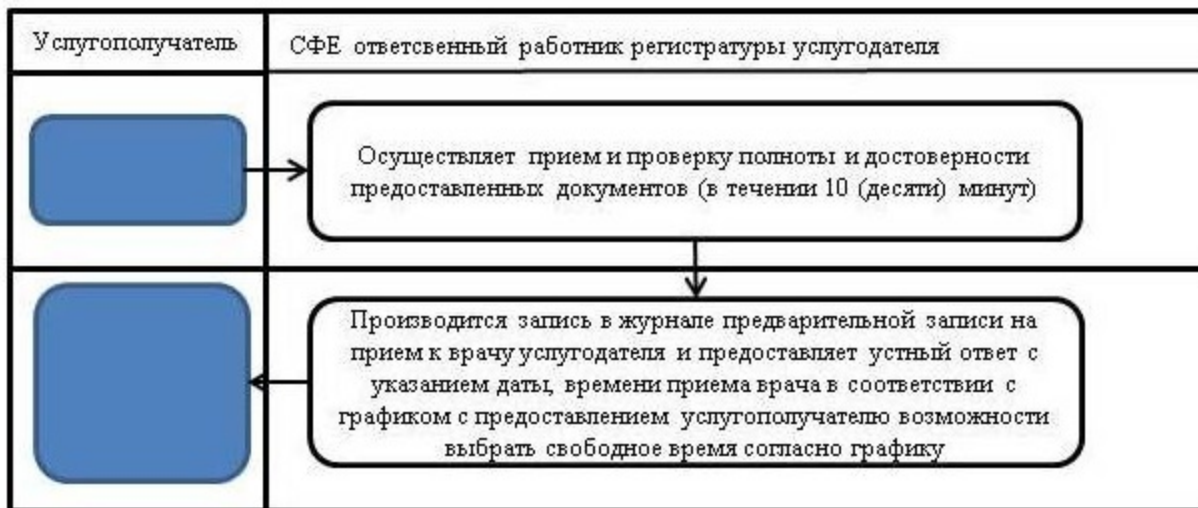 Услугополучатель
СФЕ ответсвенный работник регистратуры услугодателя
Осуществляет прием и проверку полноты и достоверности
предоставленных документов (в течении 10 (десяти) минут)
Производится запись в журнале предварительной записи на
прием к врачу услугодателя и предоставляет устный ответ с
указанием даты, времени приема врача в соответствии с
графиком с предоставлением услугополучателю возможности
выбрать свободное время согласно графику